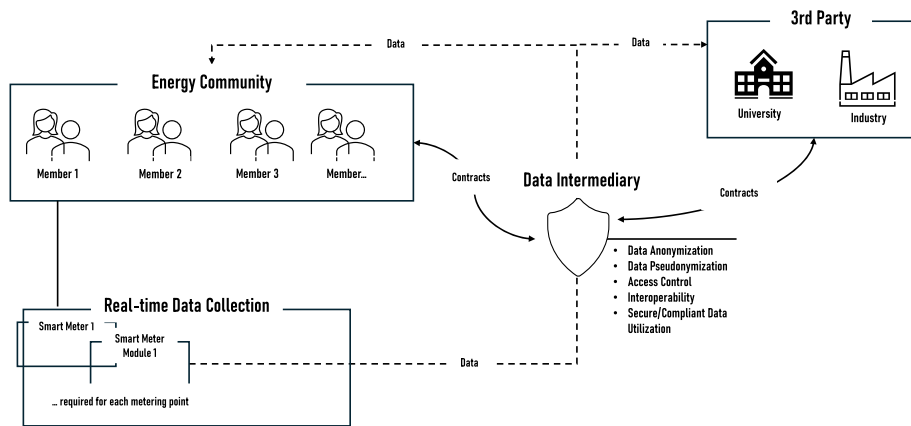 3rd Party
Data
Data
Energy Community
University
Industry
Member 1
Member 2
Member 3
Member...
Contracts
Data Intermediary
Contracts
• Data Anonymization
• Data Pseudonymization
• Access Control
• Interoperability
• Secure/Compliant Data
Utilization
Real-time Data Collection
Smart Meter 1
Smart Meter
Module 1
Data
... required for each metering point